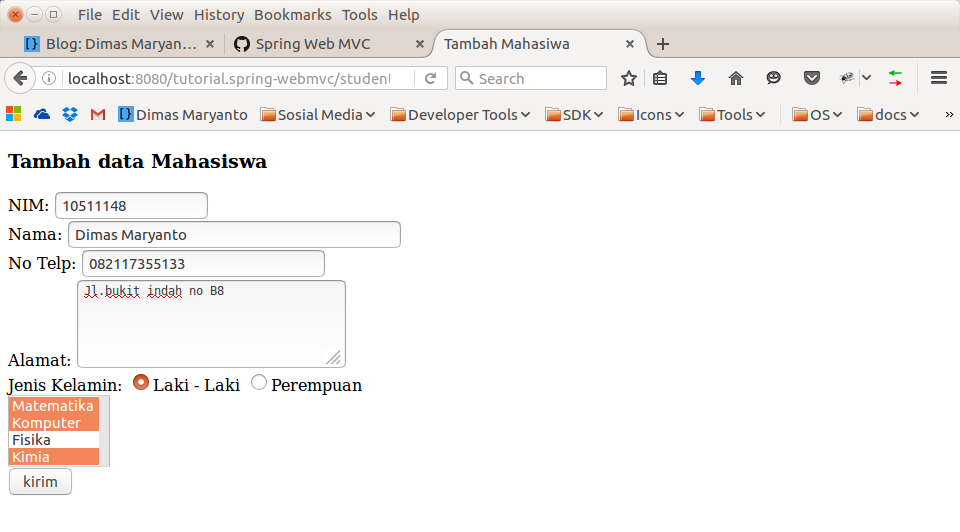 File Edit View History Bookmarks Tools Help
Blog: Dimas Maryan... Spring Web MVC Tambah Mahasiwa
localhost:8080/tutorial.spring-webmvc/studen Search
Dimas Maryanto Sosial Media Developer Tools SDK Icons Tools OS docs »
Tambah data Mahasiswa
NIM: 10511148
Nama: Dimas Maryanto
No Telp: 082117355133
Jl.bukit indah no B8
Alamat:
Jenis Kelamin: Laki - Laki Perempuan
Matematika
Komputer
Fisika
Kimia
kirim